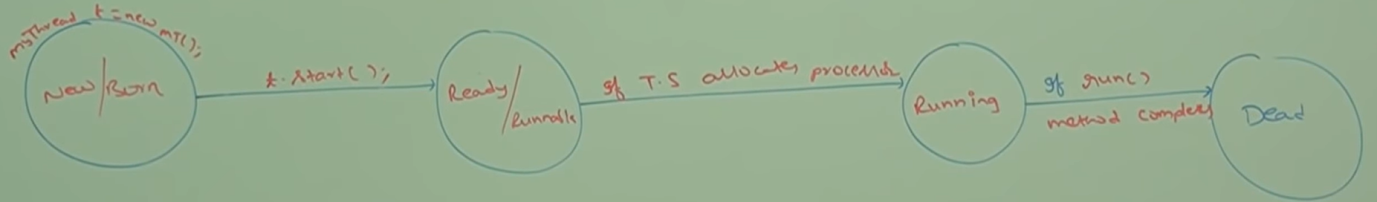 MyThread t = new MT();
New/Born
t.start();
Ready/
Runnable
If T.S allocates processor
Running
If run()
method completes
Dead